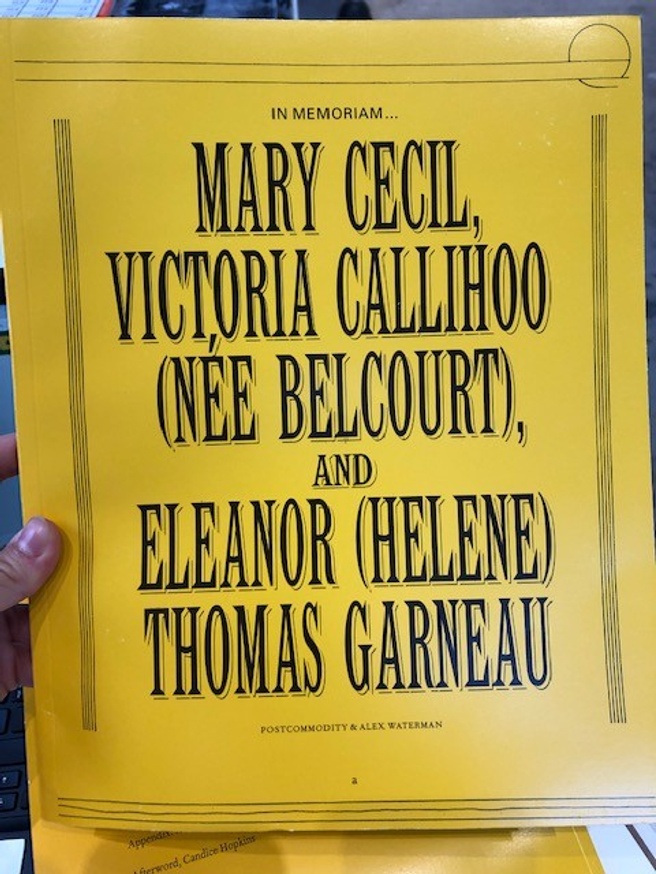 IN MEMORIAM...
MARY CECIL,
VICTORIA CALLIHOO
(NÉE BELCOURT),
AND
ELEANOR (HELENE)
THOMAS GARNEAU
POSTCOMMODITY & ALEX WATERMAN
a
Afterword, Candice Hopkins